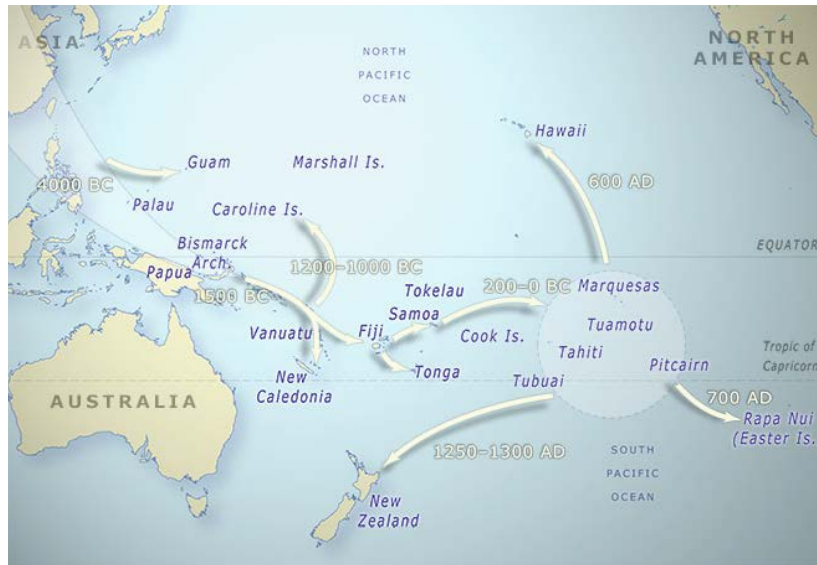 ASIA
NORTH
PACIFIC
OCEAN
NORTH
AMERICA
Hawaii
Guam
Marshall Is.
4000 BC
600 AD
Palau
Caroline Is.
Bismarck
Arch.
EQUATOR
Papua
1200–1000 BC
1500 BC
Tokelau
200–0 BC
Marquesas
Samoa
Vanuatu
Fiji
Cook Is.
Tuamotu
Tahiti
Tropic of
Capricorn
New
Caledonia
Tonga
Tubuai
Pitcairn
AUSTRALIA
700 AD
Rapa Nui
(Easter Is.
1250–1300 AD
SOUTH
PACIFIC
OCEAN
New
Zealand